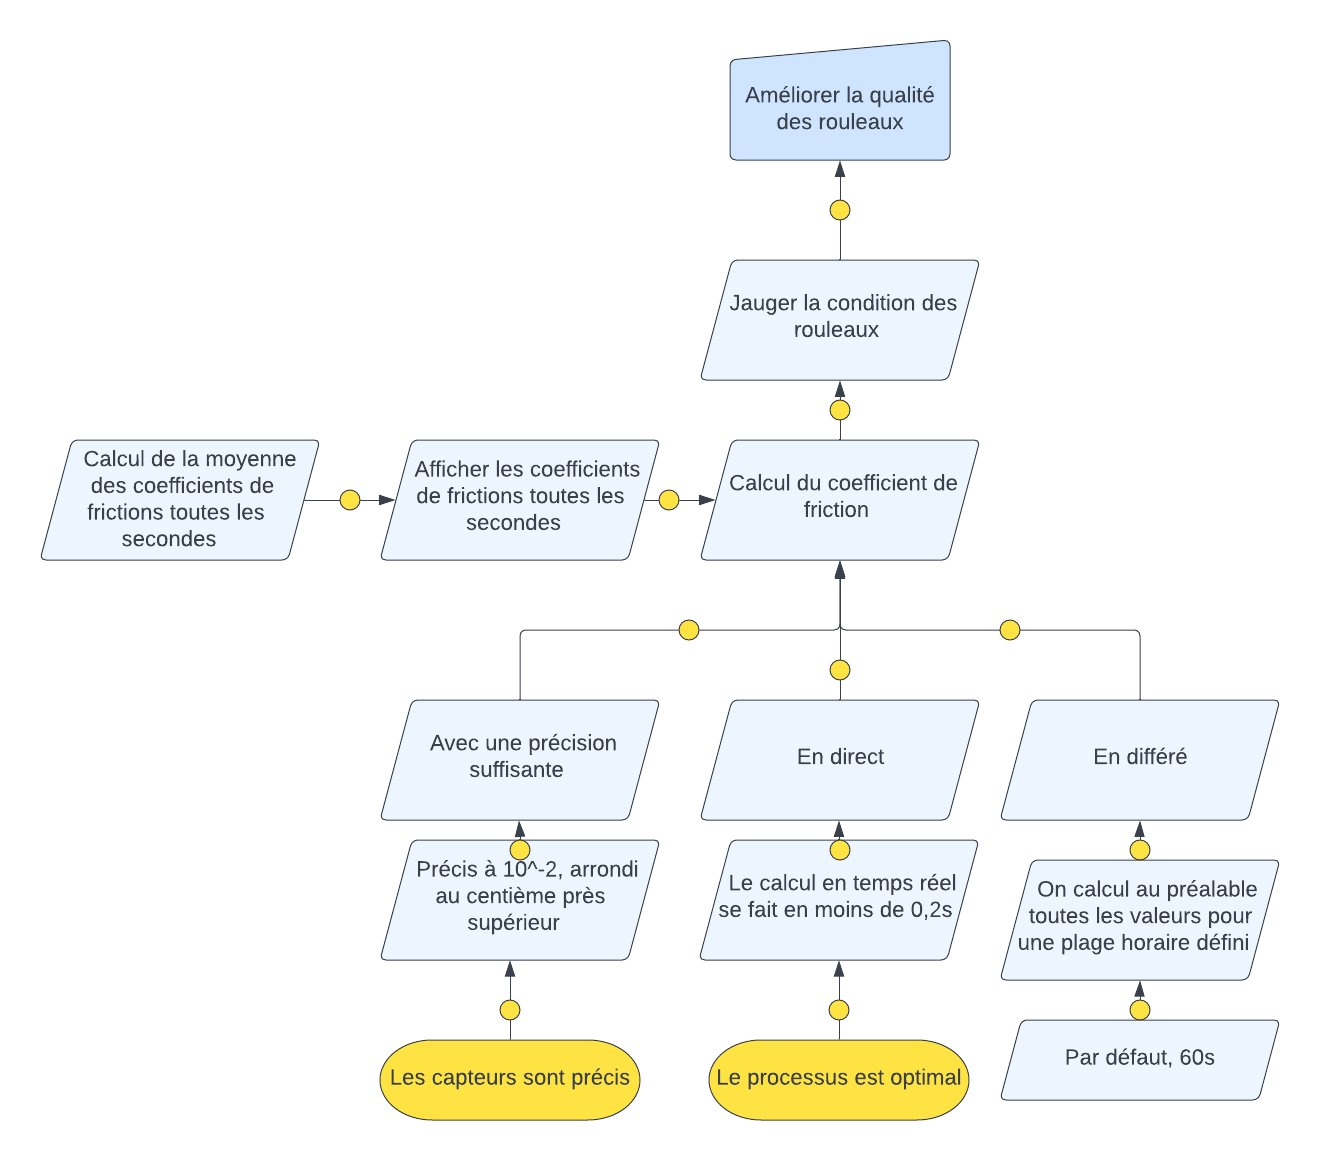 Améliorer la qualité
des rouleaux
Jauger la condition des
rouleaux
Calcul de la moyenne
des coefficients de
frictions toutes les
secondes
Afficher les coefficients
de frictions toutes les
secondes
Calcul du coefficient de
friction
Avec une précision
suffisante
En direct
En différé
Précis à 10^-2, arrondi
au centième près
supérieur
Le calcul en temps réel
se fait en moins de 0,2s
On calcul au préalable
toutes les valeurs pour
une plage horaire défini
Les capteurs sont précis
Le processus est optimal
Par défaut, 60s